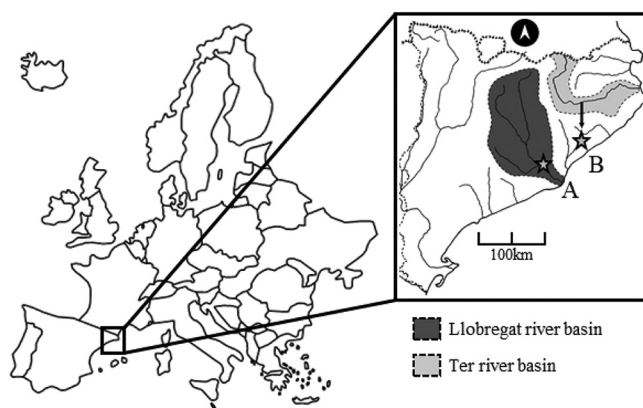 B
A
100km
Llobregat river basin
Ter river basin